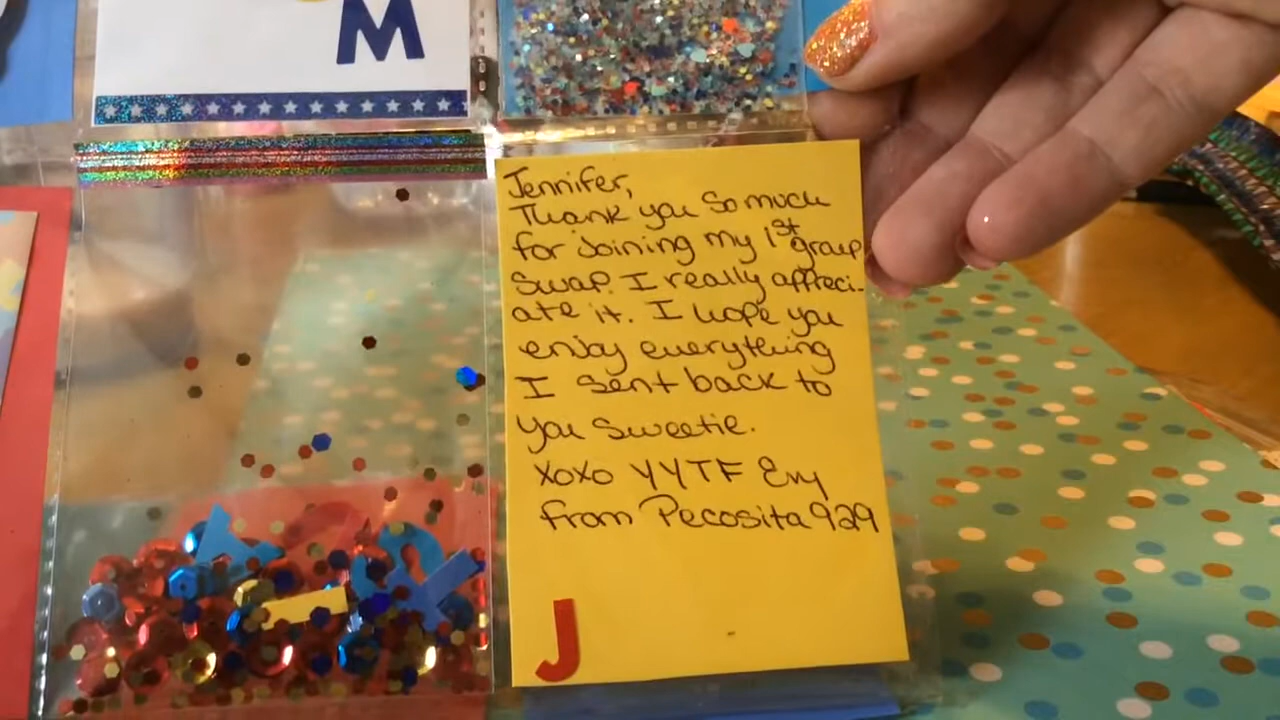 M
Jennifer,
Thank you so much
for joining my 1st group
swap. I really appreci-
ate it. I hope you
enjoy everything
I sent back to
you sweetie.
xoxo YYTF Evy
from Pecosita929
J